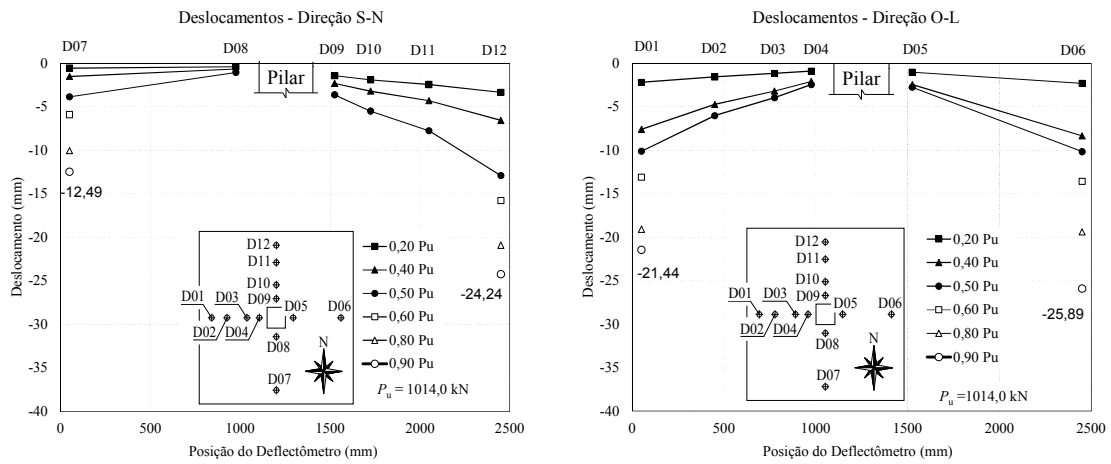 Deslocamentos - Direção S-N
D07 D08 D09 D10 D11 D12
Pilar
0
-5
-10
-15
-20
-25
-30
-35
-40
Deslocamento (mm)
-12,49
-24,24
D12
D11
D10
D09
D01 D03
D05 D06
D02 D04
D08
D07
N
0,20 Pu
0,40 Pu
0,50 Pu
0,60 Pu
0,80 Pu
0,90 Pu
Pu = 1014,0 kN
0 500 1000 1500 2000 2500
Posição do Deflectômetro (mm)
Deslocamentos - Direção O-L
D01 D02 D03 D04 D05 D06
Pilar
0
-5
-10
-15
-20
-25
-30
-35
-40
Deslocamento (mm)
-21,44
-25,89
D12
D11
D10
D09
D01 D03
D05 D06
D02 D04
D08
D07
N
0,20 Pu
0,40 Pu
0,50 Pu
0,60 Pu
0,80 Pu
0,90 Pu
Pu =1014,0 kN
0 500 1000 1500 2000 2500
Posição do Deflectômetro (mm)